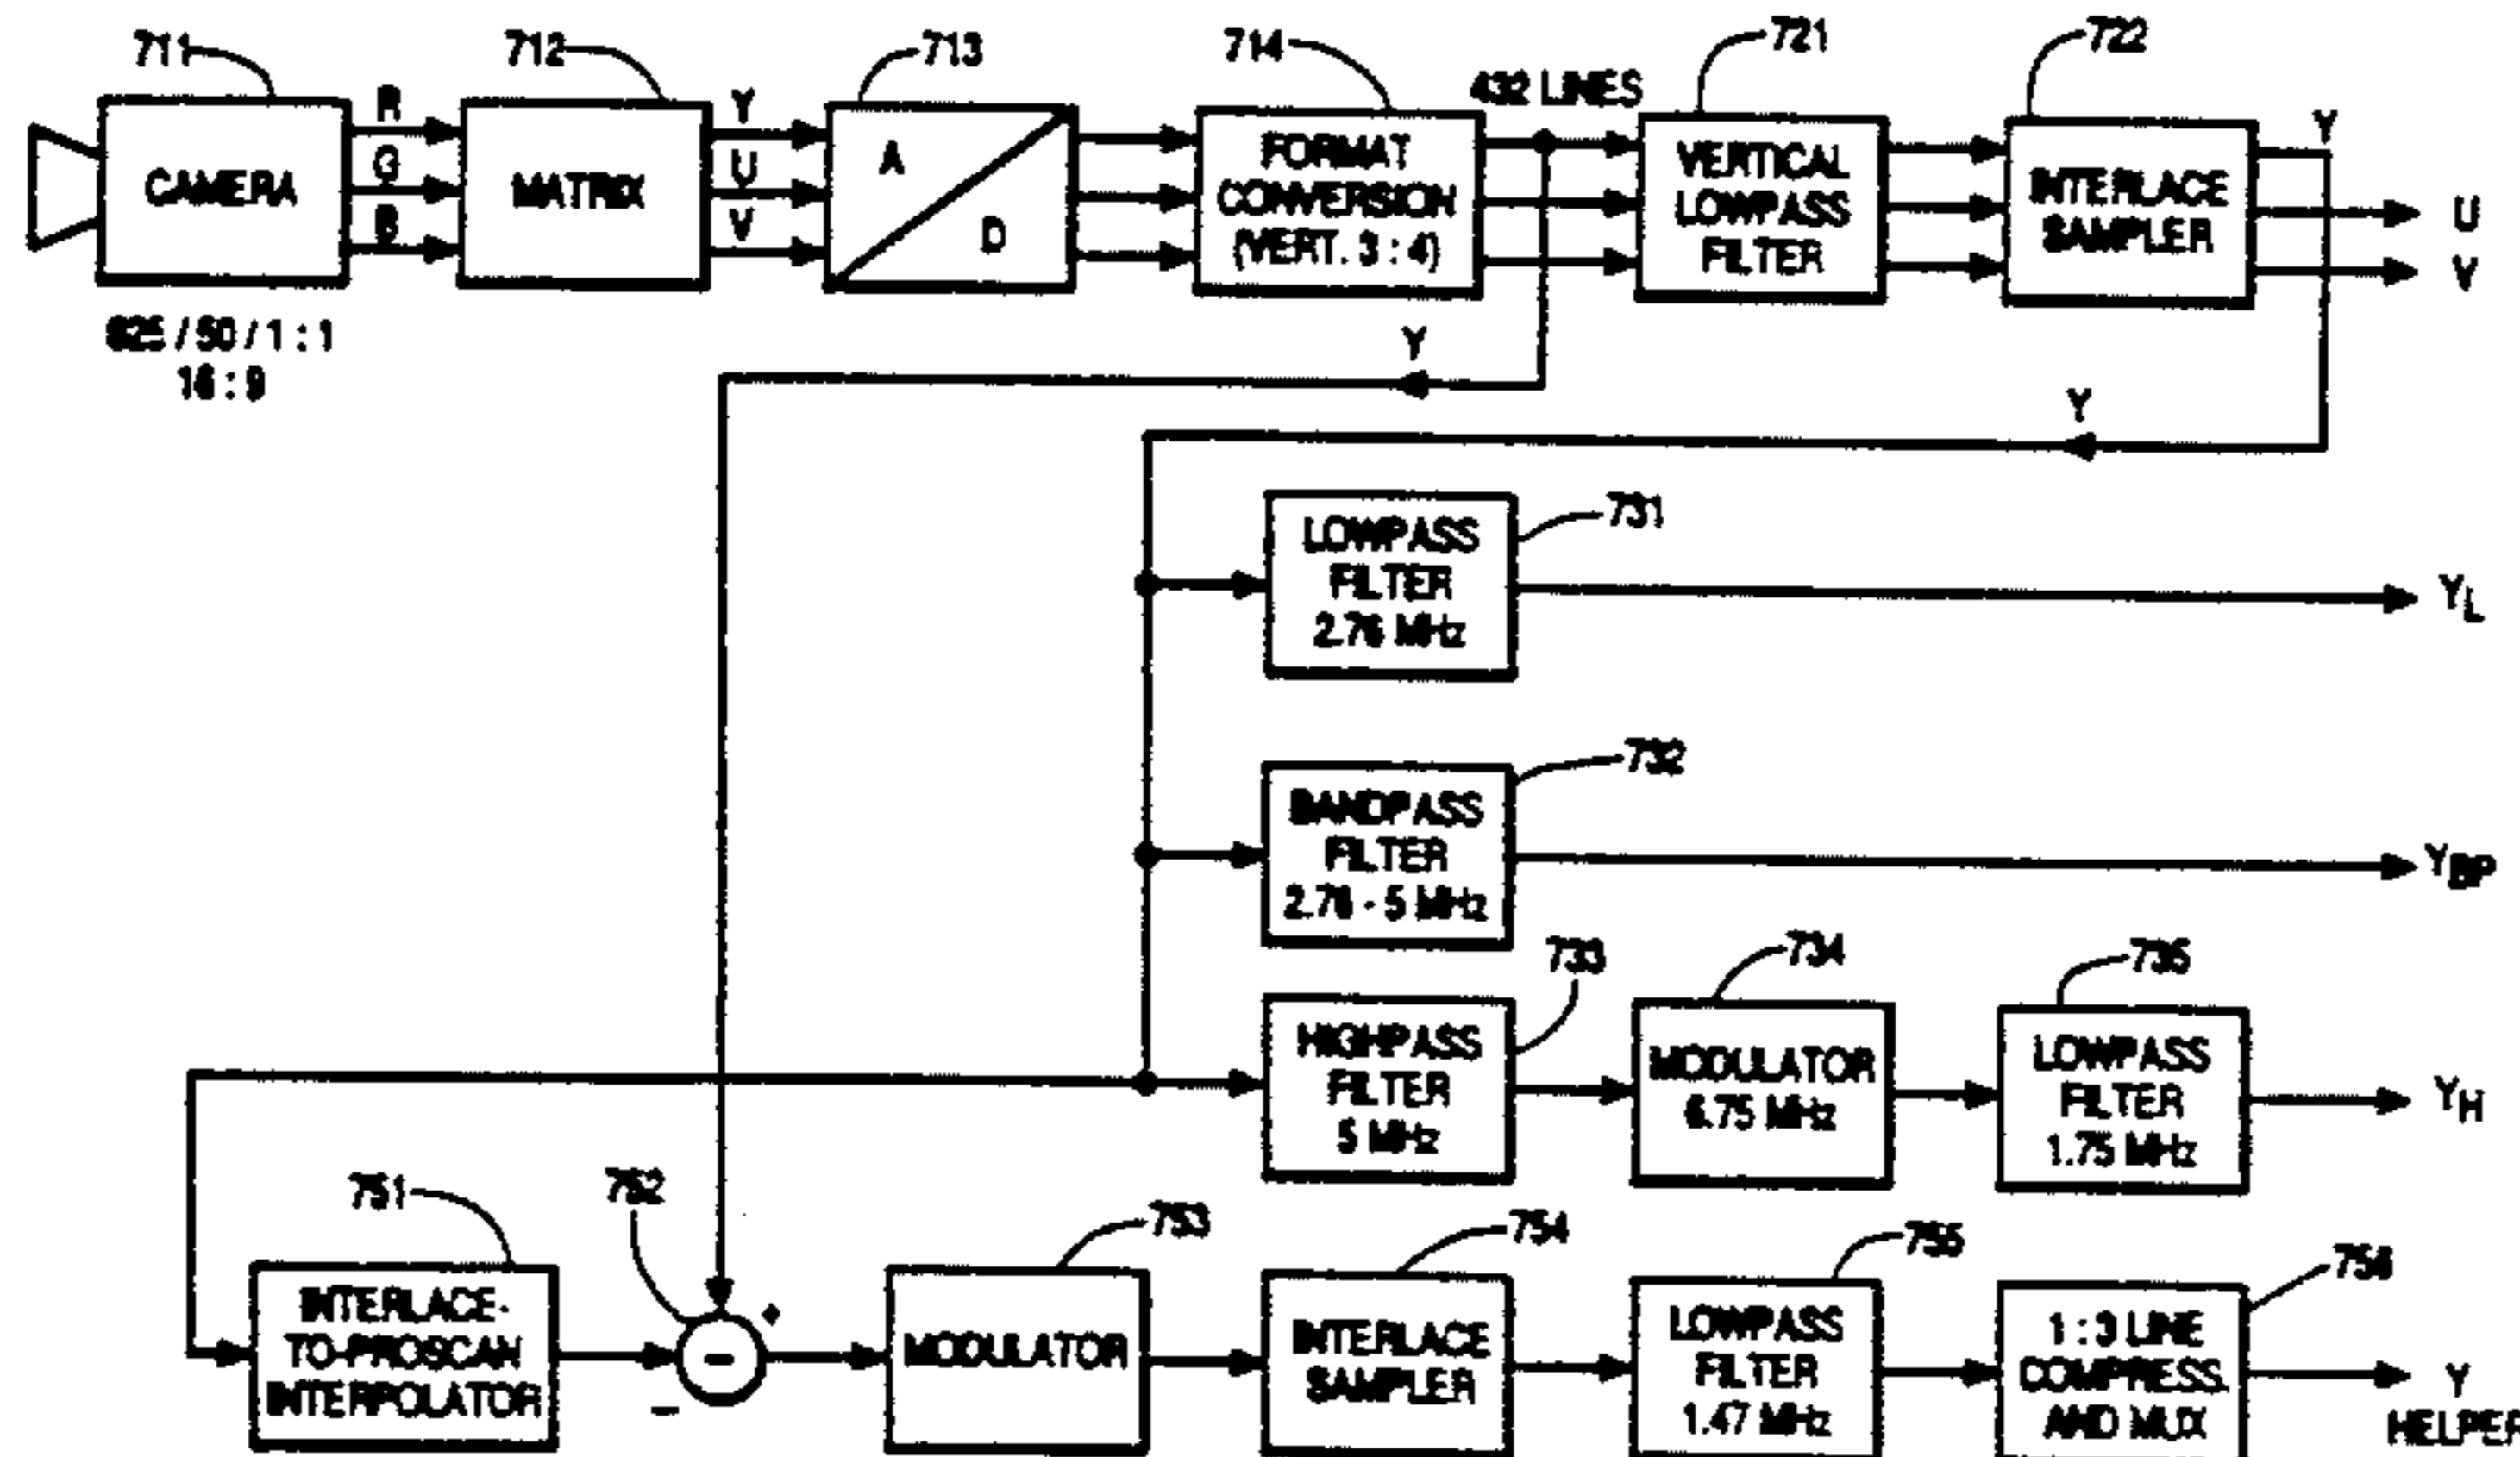 711
712
713
714
432 LINES
721
722
R
G
B
Y
U
V
Y
CAMERA
MATRIX
A
D
FORMAT
CONVERSION
(VERT. 3 : 4)
VERTICAL
LOWPASS
FILTER
INTERLACE
SAMPLER
U
V
625 / 50 / 1 : 1
16 : 9
Y
Y
731
LOWPASS
FILTER
2.76 MHz
YL
732
BANDPASS
FILTER
2.76 - 5 MHz
YBP
733
734
735
HIGHPASS
FILTER
5 MHz
MODULATOR
6.75 MHz
LOWPASS
FILTER
1.75 MHz
YH
751
752
753
754
755
756
INTERLACE-
TO-PROSCAN
INTERPOLATOR
+
-
-
MODULATOR
INTERLACE
SAMPLER
LOWPASS
FILTER
1.47 MHz
1 : 3 LINE
COMPRESS.
AND MUX
Y
HELPER